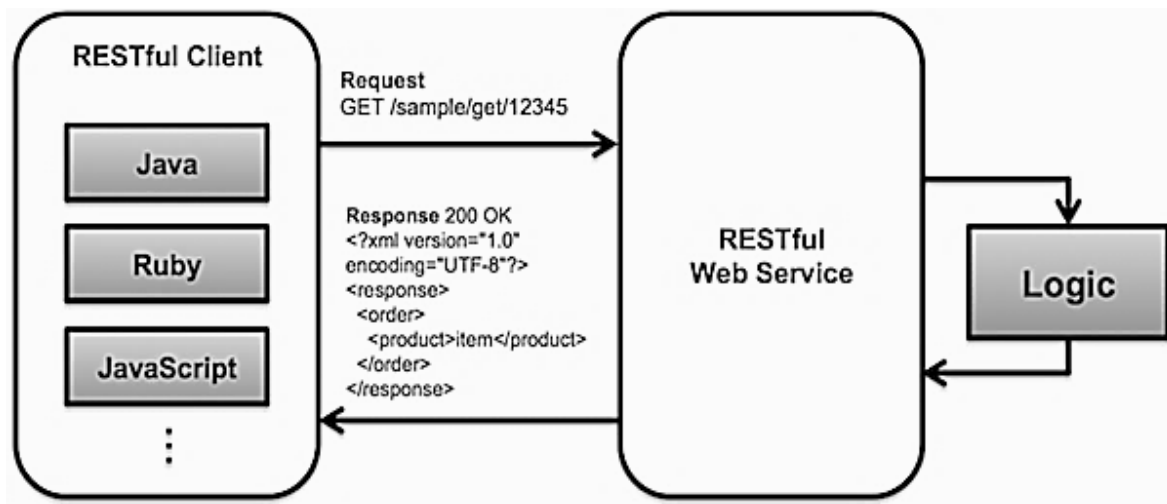 RESTful Client
Java
Ruby
JavaScript
Request
GET /sample/get/12345
Response 200 OK
<?xml version="1.0"
encoding="UTF-8"?>
<response>
<order>
<product>item</product>
</order>
</response>
RESTful
Web Service
Logic